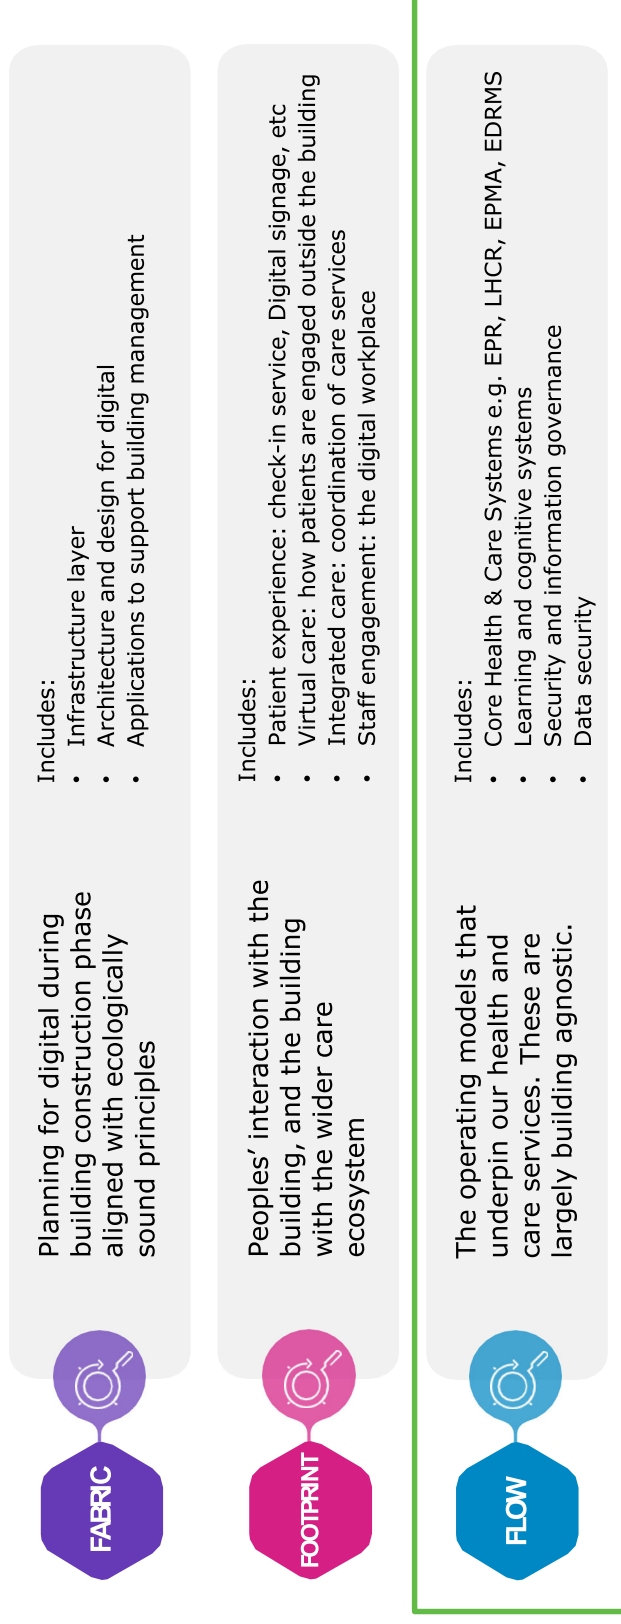 FABRIC
Planning for digital during
building construction phase
aligned with ecologically
sound principles
Includes:
• Infrastructure layer
• Architecture and design for digital
• Applications to support building management
FOOTPRINT
Peoples’ interaction with the
building, and the building
with the wider care
ecosystem
Includes:
• Patient experience: check-in service, Digital signage, etc
• Virtual care: how patients are engaged outside the building
• Integrated care: coordination of care services
• Staff engagement: the digital workplace
FLOW
The operating models that
underpin our health and
care services. These are
largely building agnostic.
Includes:
• Core Health & Care Systems e.g. EPR, LHCR, EPMA, EDRMS
• Learning and cognitive systems
• Security and information governance
• Data security